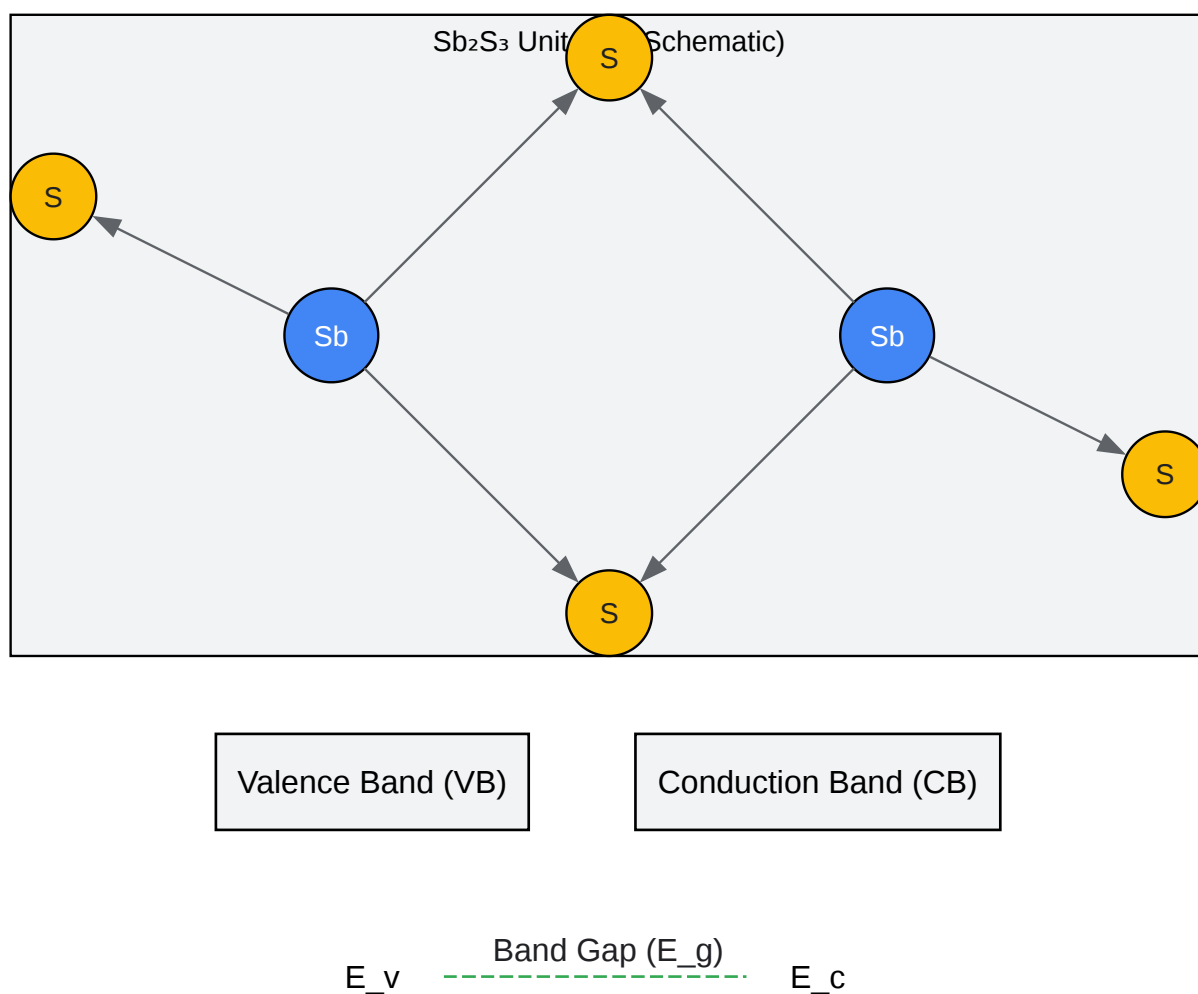 Sb₂S₃ Unit Schematic)
S
S
Sb
Sb
S
S
Valence Band (VB)
Conduction Band (CB)
Band Gap (E_g)
E_v
E_c